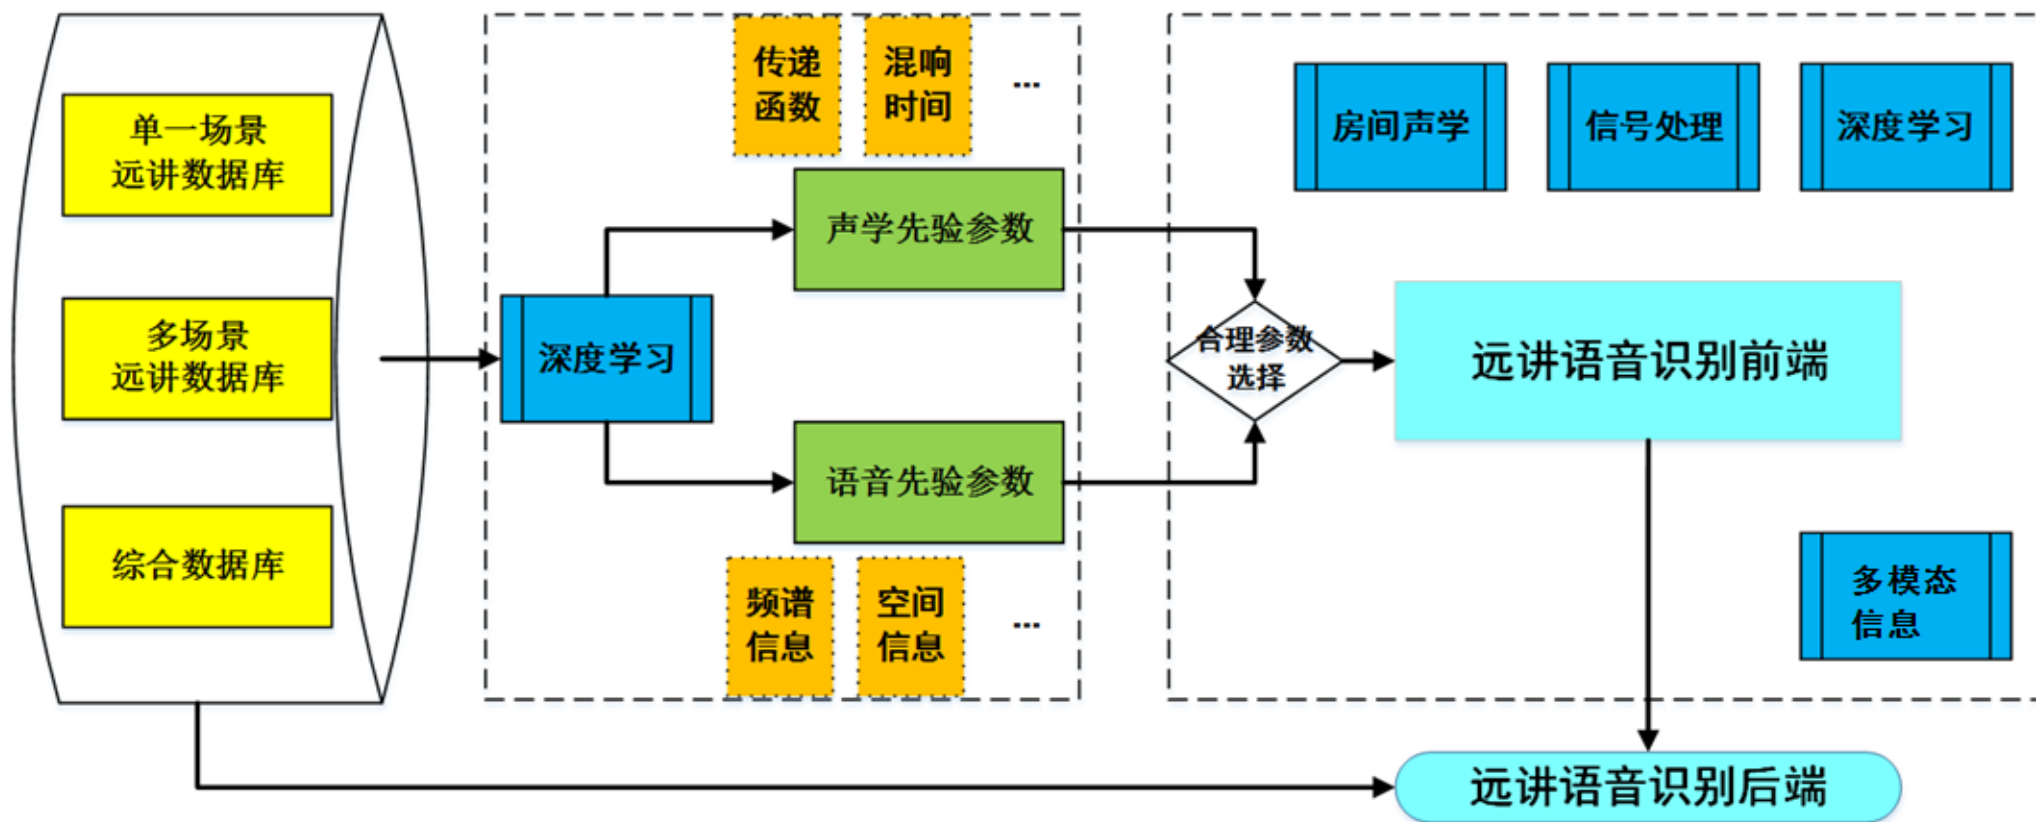 单一场景
远讲数据库
多场景
远讲数据库
综合数据库
深度学习
传递
函数
混响
时间
...
声学先验参数
语音先验参数
频谱
信息
空间
信息
...
房间声学
信号处理
深度学习
合理参数
选择
远讲语音识别前端
多模态
信息
远讲语音识别后端